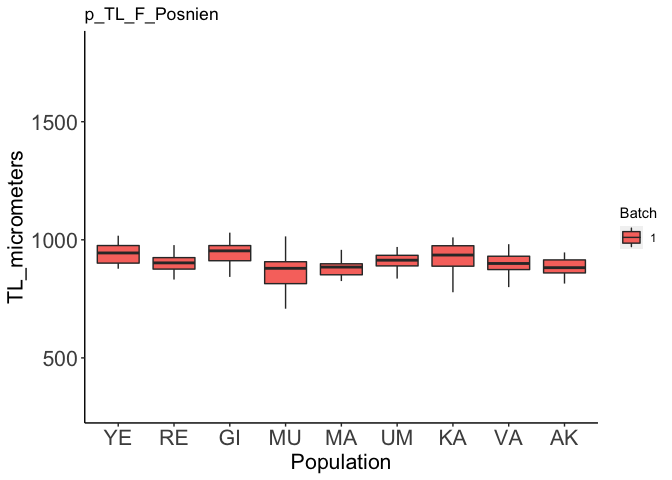 p_TL_F_Posnien
1500
1000
500
TL_micrometers
YE RE GI MU MA UM KA VA AK
Population
Batch
1